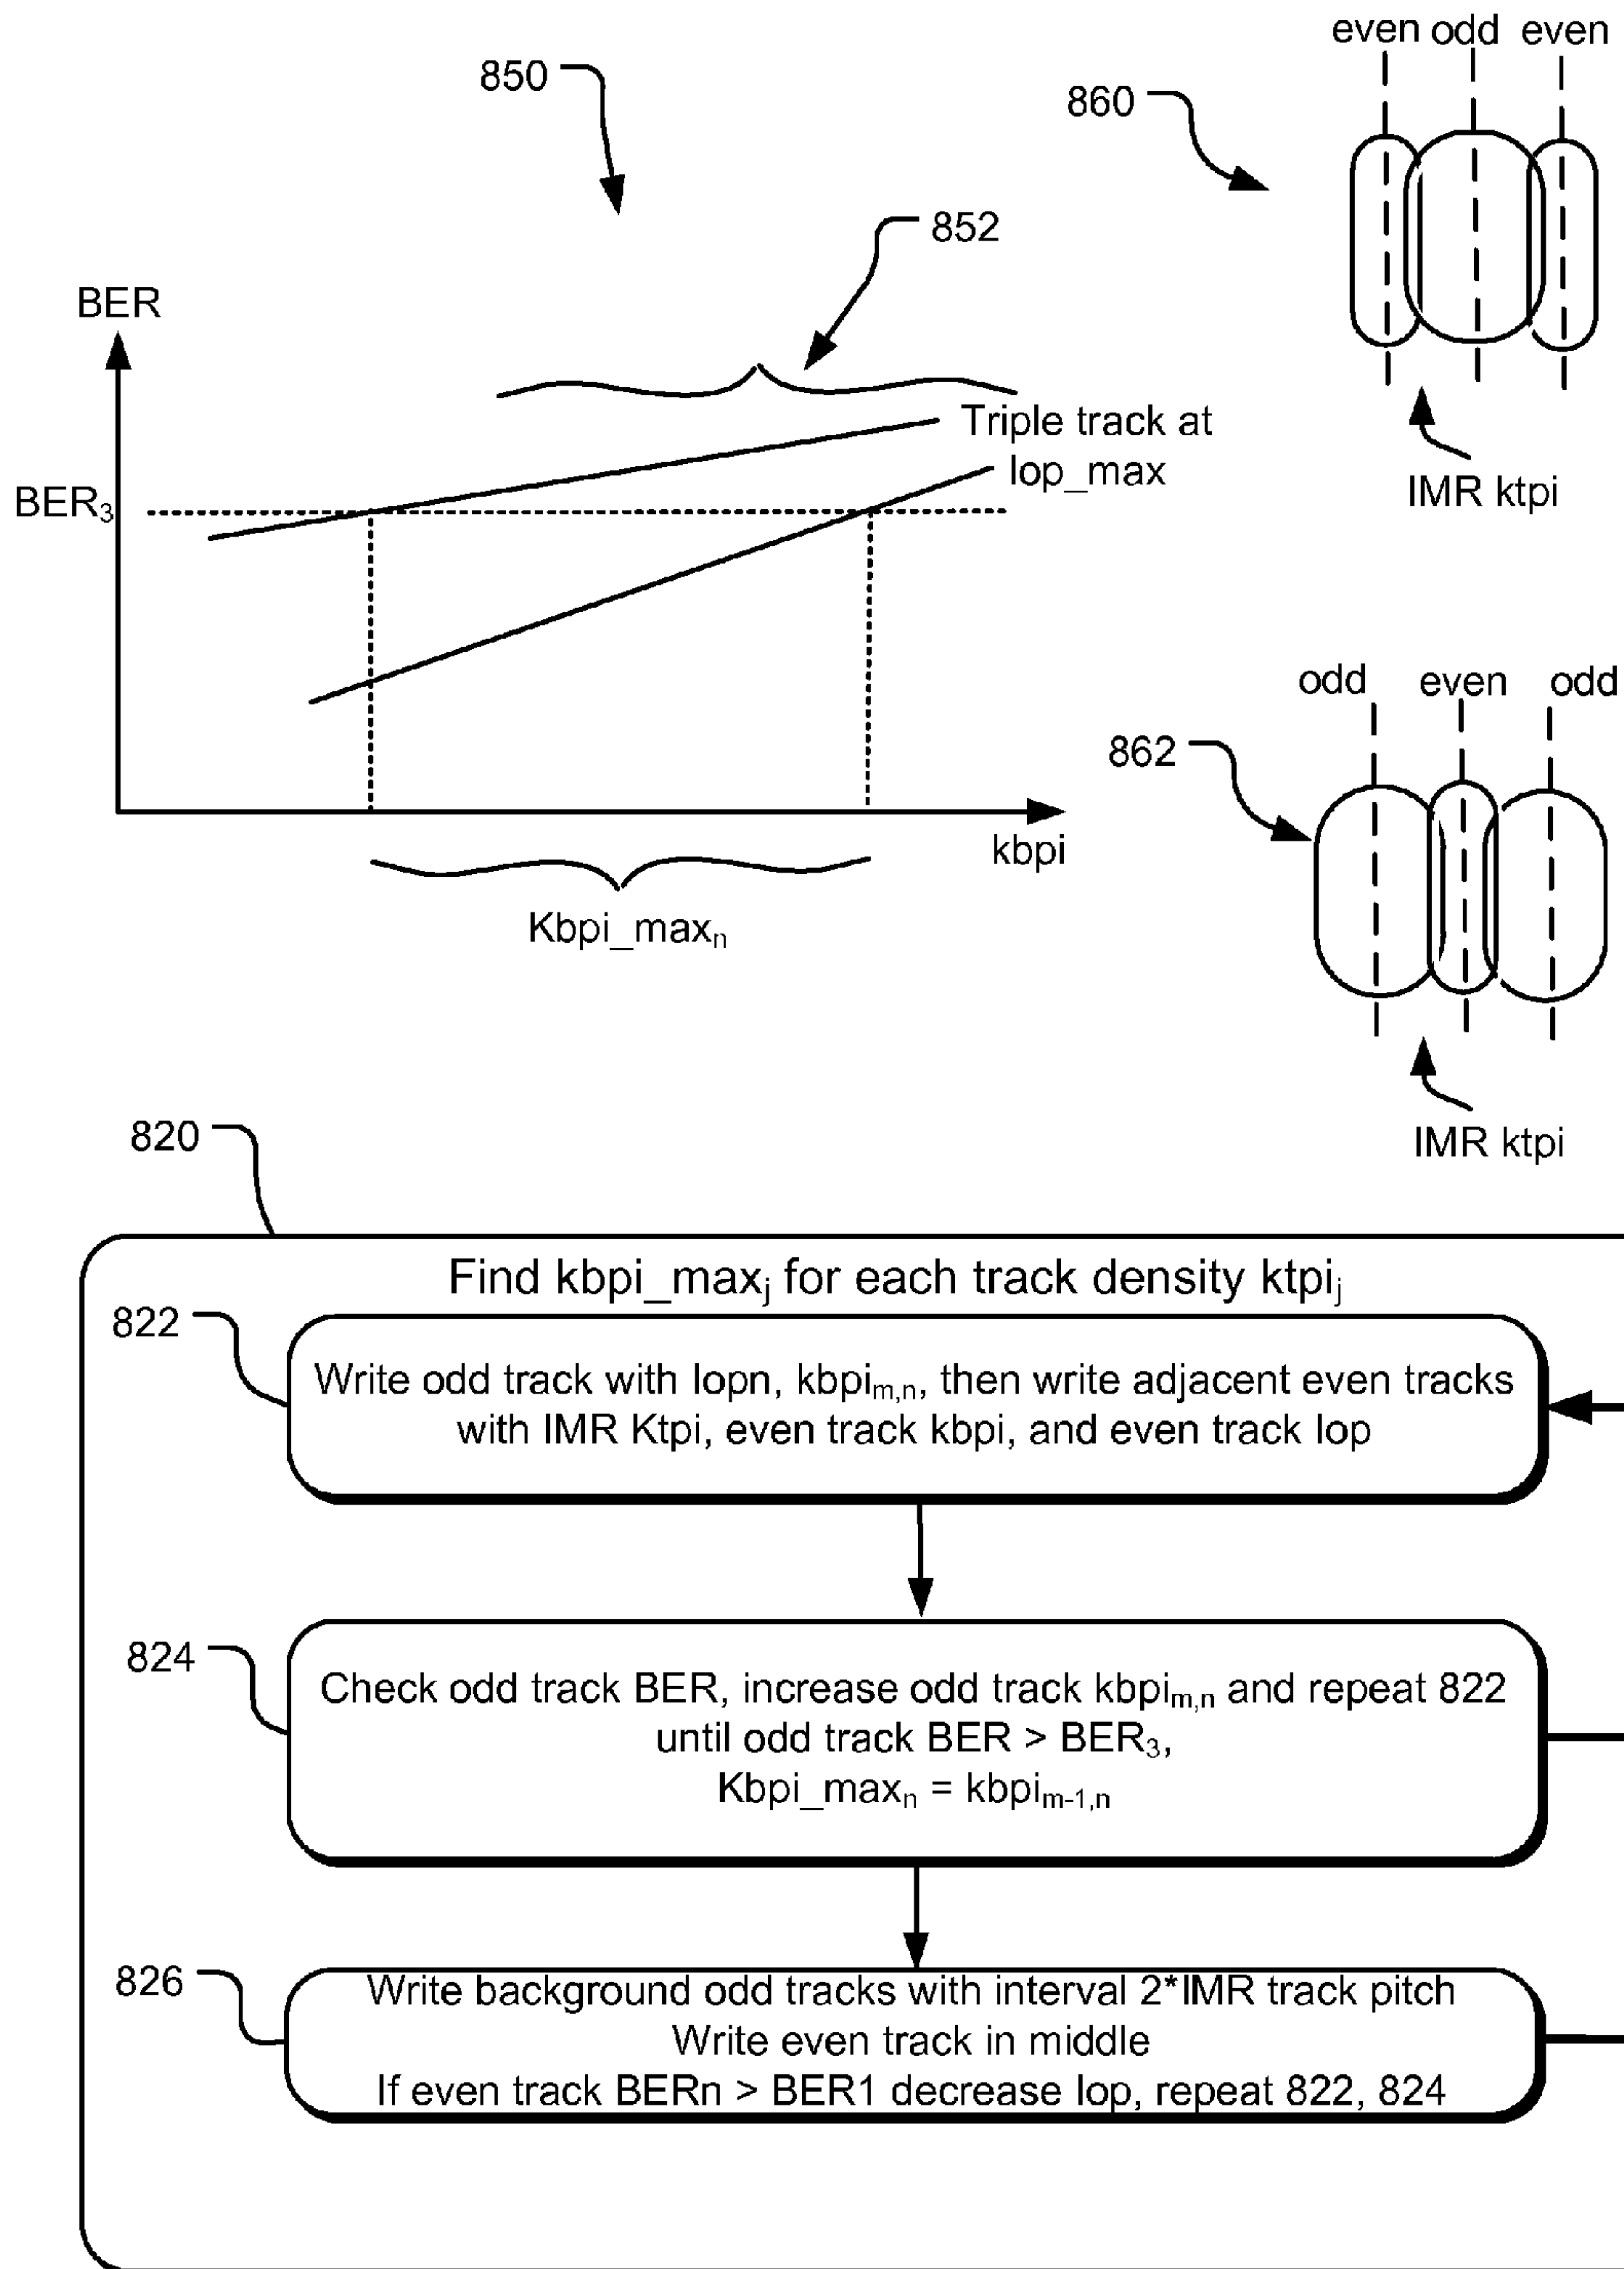 even odd even
850
860
852
BER
Triple track at
Iop_max
BER3
IMR ktpi
kbpi
Kbpi_maxn
odd even odd
862
IMR ktpi
820
Find kbpi_maxj for each track density ktpij
822
Write odd track with Iopn, kbpim,n, then write adjacent even tracks
with IMR Ktpi, even track kbpi, and even track Iop
824
Check odd track BER, increase odd track kbpim,n and repeat 822
until odd track BER > BER3,
Kbpi_maxn = kbpim-1,n
826
Write background odd tracks with interval 2*IMR track pitch
Write even track in middle
If even track BERn > BER1 decrease Iop, repeat 822, 824